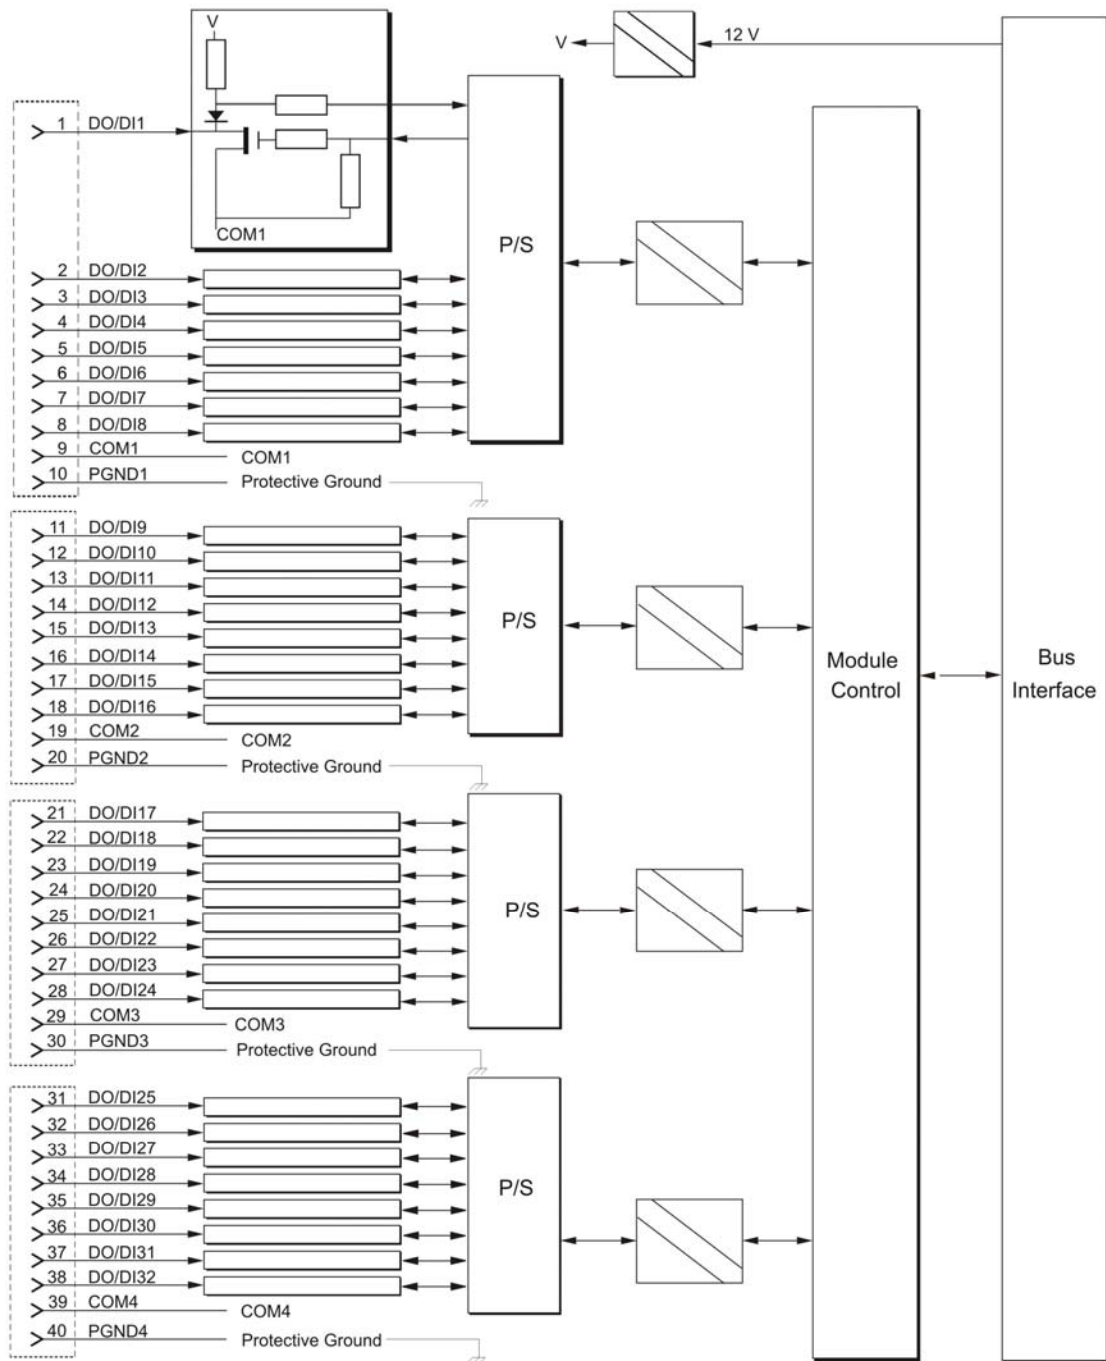 V
V
12 V
1 DO/DI1
COM1
P/S
2 DO/DI2
3 DO/DI3
4 DO/DI4
5 DO/DI5
6 DO/DI6
7 DO/DI7
8 DO/DI8
9 COM1 COM1
10 PGND1 Protective Ground
11 DO/DI9
12 DO/DI10
13 DO/DI11
14 DO/DI12
15 DO/DI13
P/S
16 DO/DI14
17 DO/DI15
18 DO/DI16
19 COM2 COM2
20 PGND2 Protective Ground
Module
Control
Bus
Interface
21 DO/DI17
22 DO/DI18
23 DO/DI19
24 DO/DI20
25 DO/DI21
P/S
26 DO/DI22
27 DO/DI23
28 DO/DI24
29 COM3 COM3
30 PGND3 Protective Ground
31 DO/DI25
32 DO/DI26
33 DO/DI27
34 DO/DI28
P/S
35 DO/DI29
36 DO/DI30
37 DO/DI31
38 DO/DI32
39 COM4 COM4
40 PGND4 Protective Ground